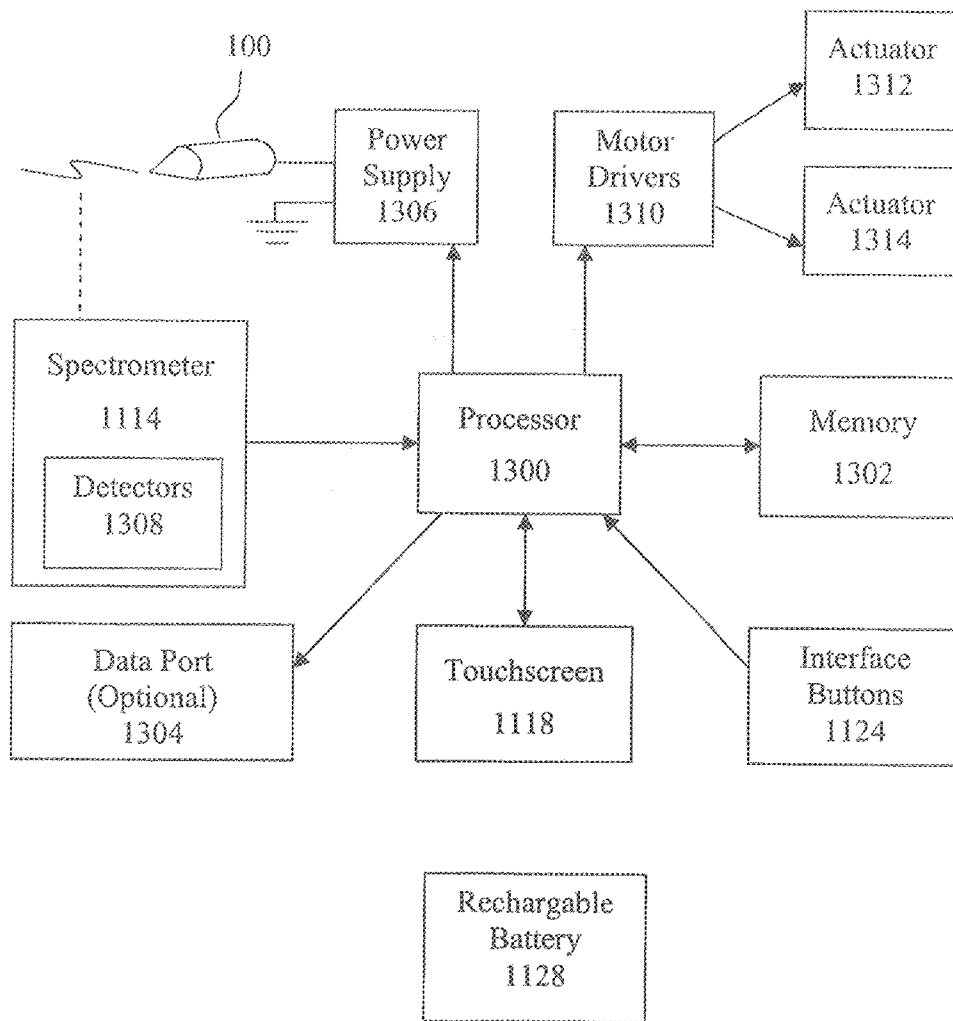 100
Actuator
1312
Power
Supply
1306
Motor
Drivers
1310
Actuator
1314
Spectrometer
1114
Detectors
1308
Processor
1300
Memory
1302
Data Port
(Optional)
1304
Touchscreen
1118
Interface
Buttons
1124
Rechargable
Battery
1128